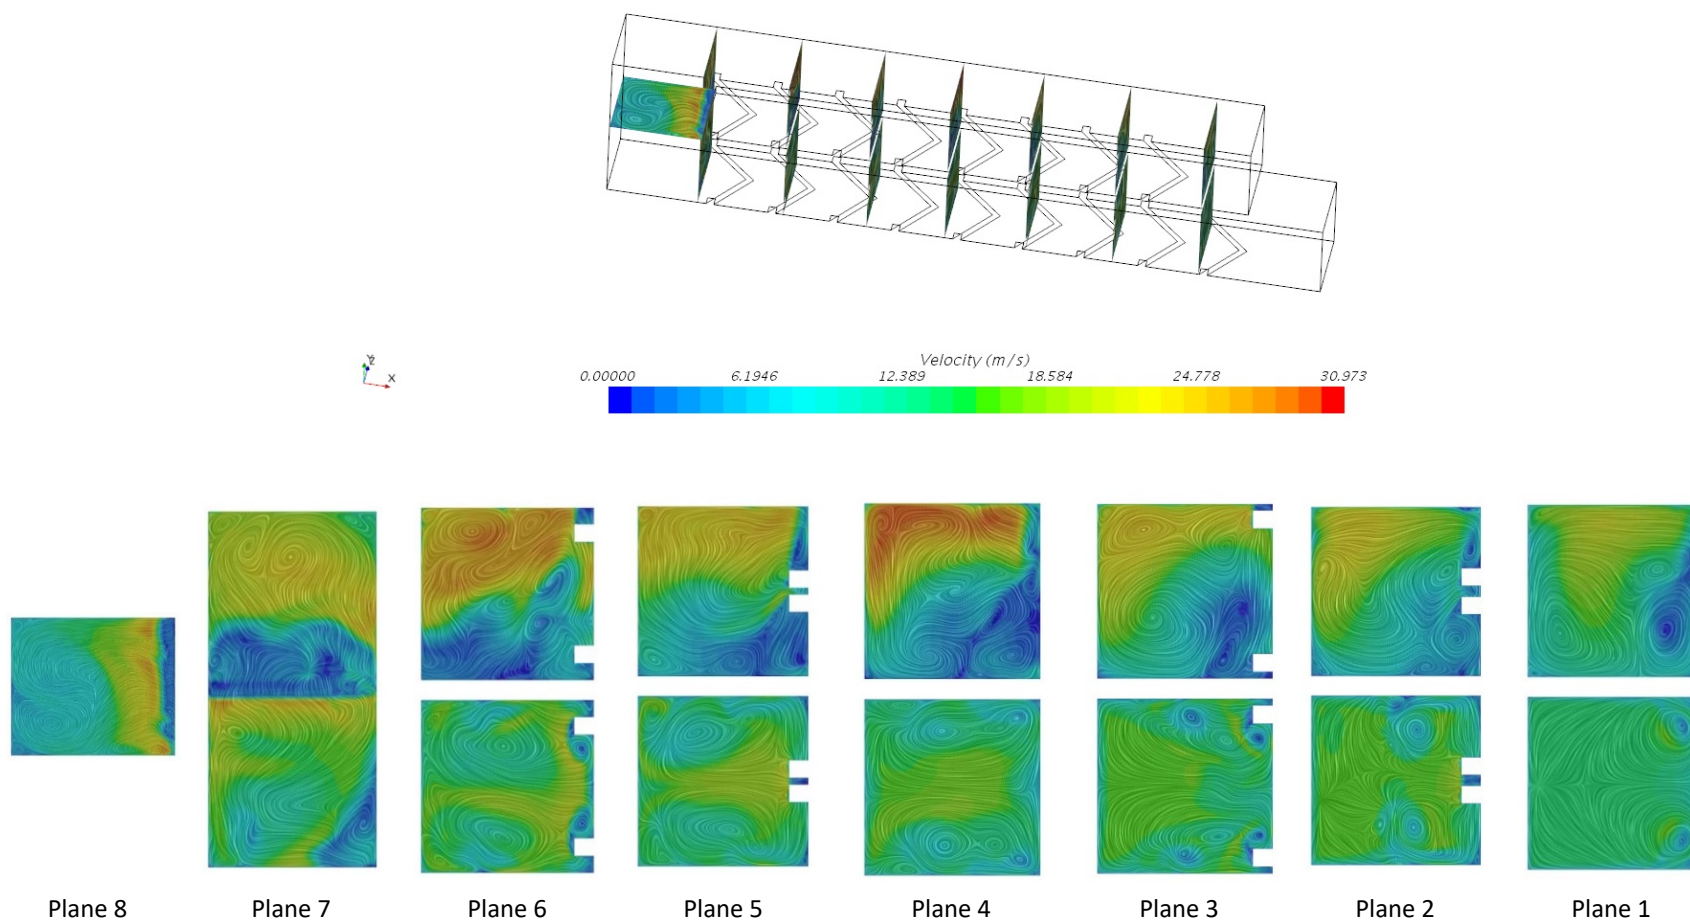 Y
Z
X
Velocity (m/s)
0.00000 6.1946 12.389 18.584 24.778 30.973
Plane 8 Plane 7 Plane 6 Plane 5 Plane 4 Plane 3 Plane 2 Plane 1